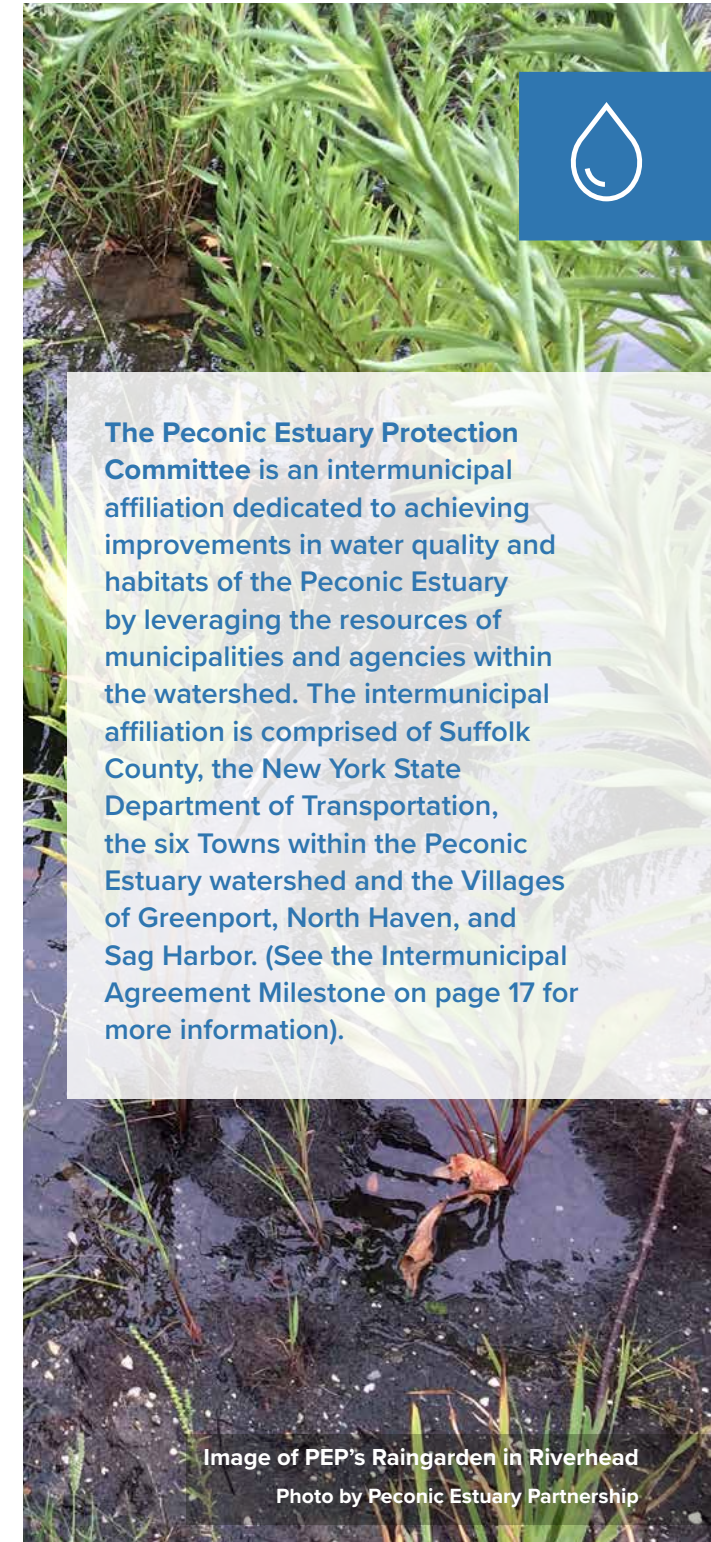 The Peconic Estuary Protection
Committee is an intermunicipal
affiliation dedicated to achieving
improvements in water quality and
habitats of the Peconic Estuary
by leveraging the resources of
municipalities and agencies within
the watershed. The intermunicipal
affiliation is comprised of Suffolk
County, the New York State
Department of Transportation,
the six Towns within the Peconic
Estuary watershed and the Villages
of Greenport, North Haven, and
Sag Harbor. (See the Intermunicipal
Agreement Milestone on page 17 for
more information).
Image of PEP’s Raingarden in Riverhead
Photo by Peconic Estuary Partnership